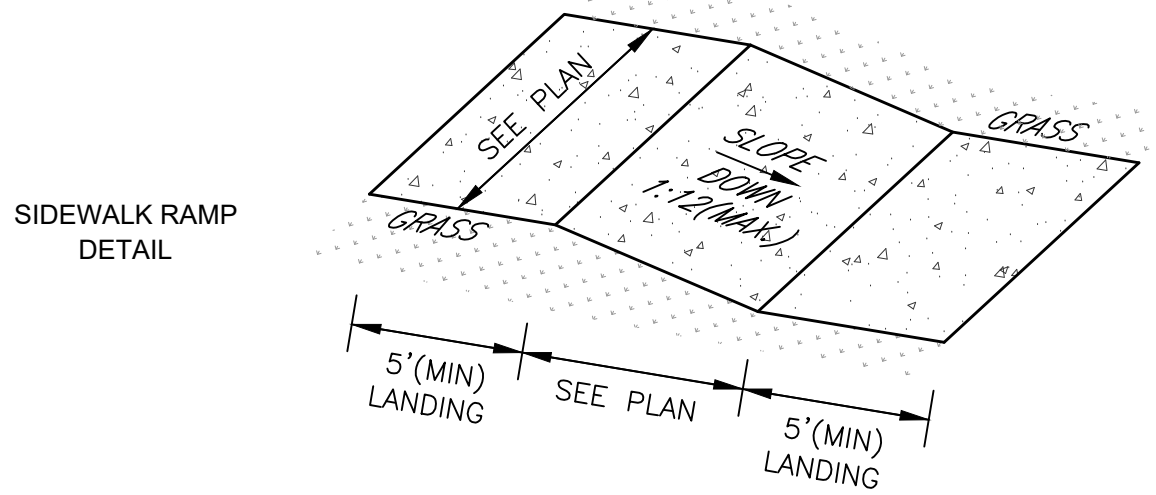 SIDEWALK RAMP
DETAIL
SEE PLAN
GRASS
SLOPE
DOWN
1:12(MAX.)
GRASS
5'(MIN)
LANDING
SEE PLAN
5'(MIN)
LANDING